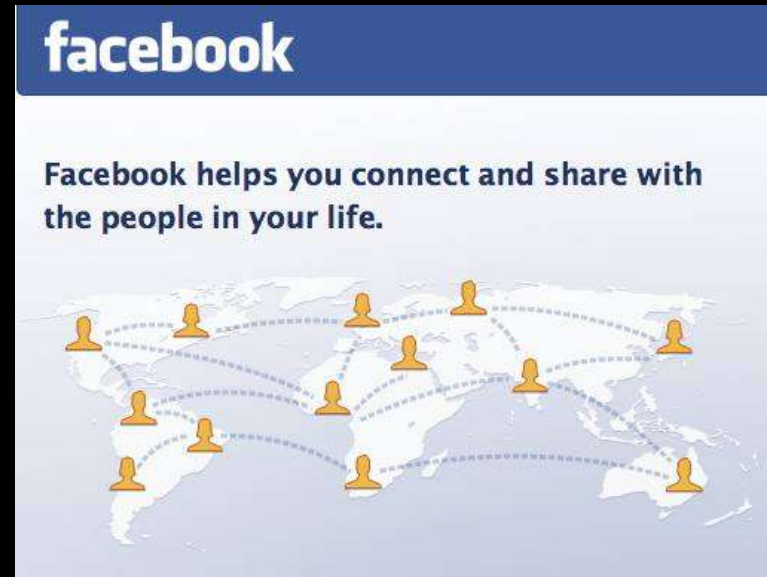 facebook
Facebook helps you connect and share with
the people in your life.